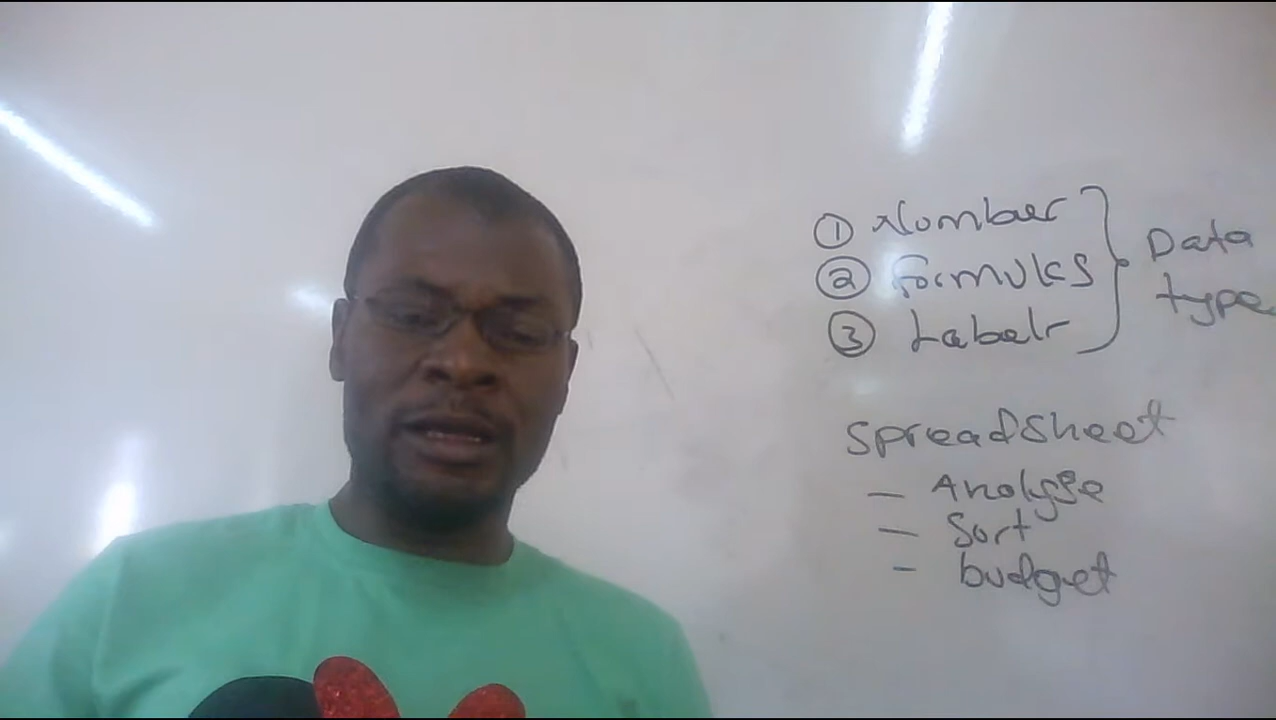 ① Number
② formulas
③ Labels
Data
type
Spreadsheet
- Analyse
- Sort
- budget